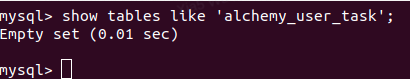 mysql> show tables like 'alchemy_user_task';
Empty set (0.01 sec)
mysql>